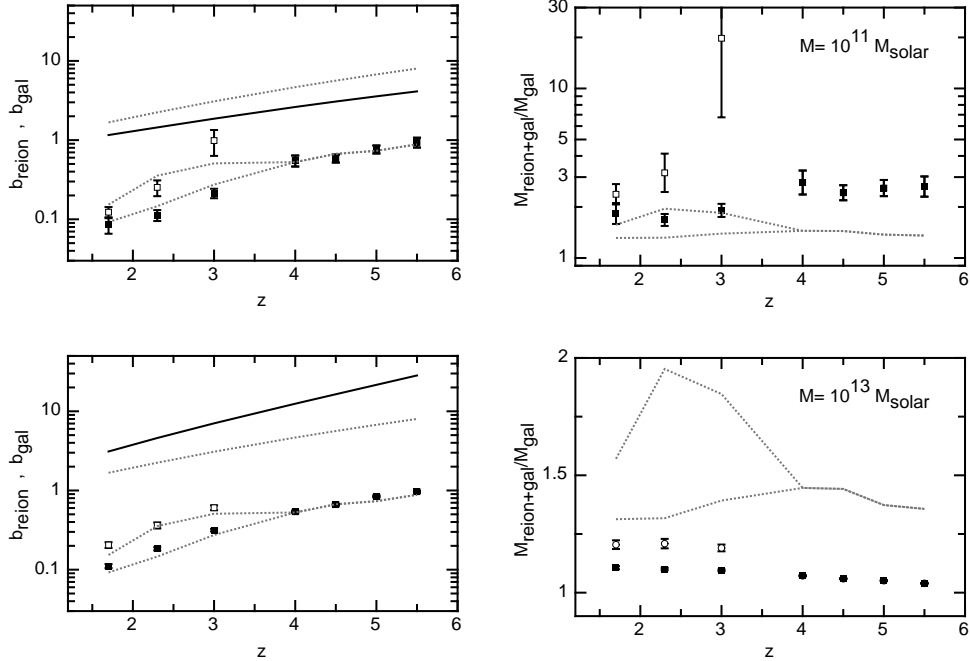 10
1
0.1
b_reion , b_gal
2 3 4 5 6
z
30
10
5
3
1
M_reion+gal/M_gal
M= 10^11 M_solar
2 3 4 5 6
z
10
1
0.1
b_reion , b_gal
2 3 4 5 6
z
2
1.5
1
M_reion+gal/M_gal
M= 10^13 M_solar
2 3 4 5 6
z